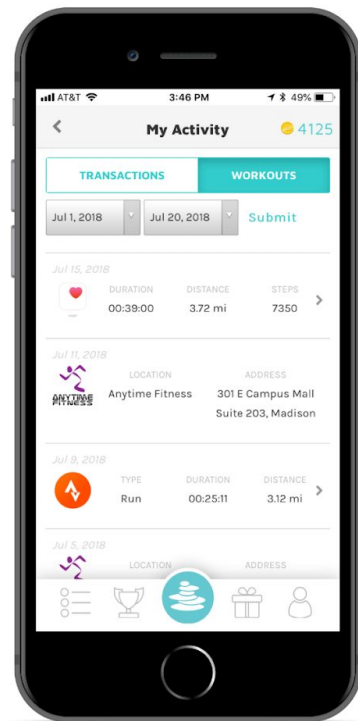 AT&T 3:46 PM 49%
My Activity 4125
TRANSACTIONS WORKOUTS
Jul 1, 2018 Jul 20, 2018 Submit
Jul 15, 2018
DURATION DISTANCE STEPS
00:39:00 3.72 mi 7350
Jul 11, 2018
LOCATION ADDRESS
ANYTIME FITNESS
Anytime Fitness 301 E Campus Mall
Suite 203, Madison
Jul 9, 2018
TYPE DURATION DISTANCE
Run 00:25:11 3.12 mi
Jul 5, 2018
LOCATION ADDRESS